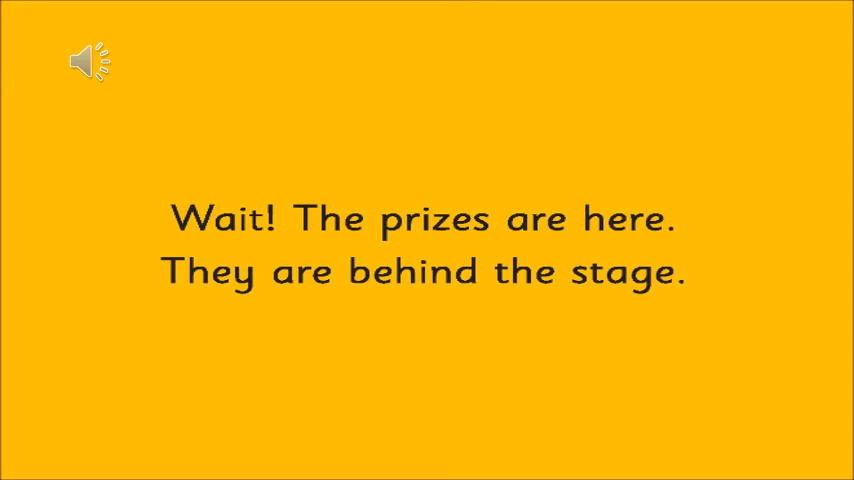 Wait! The prizes are here.
They are behind the stage.